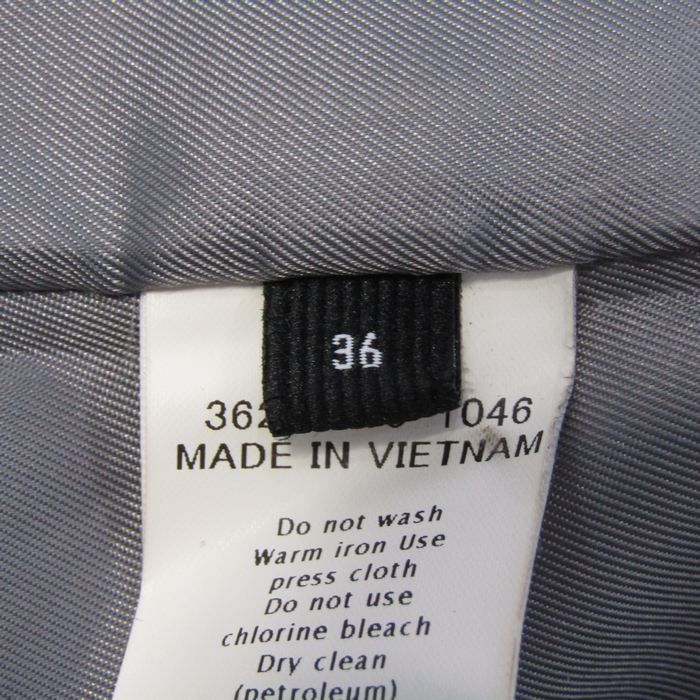 36
1046
MADE IN VIETNAM
Do not wash
Warm iron Use
press cloth
Do not use
chlorine bleach
Dry clean
(petroleum)